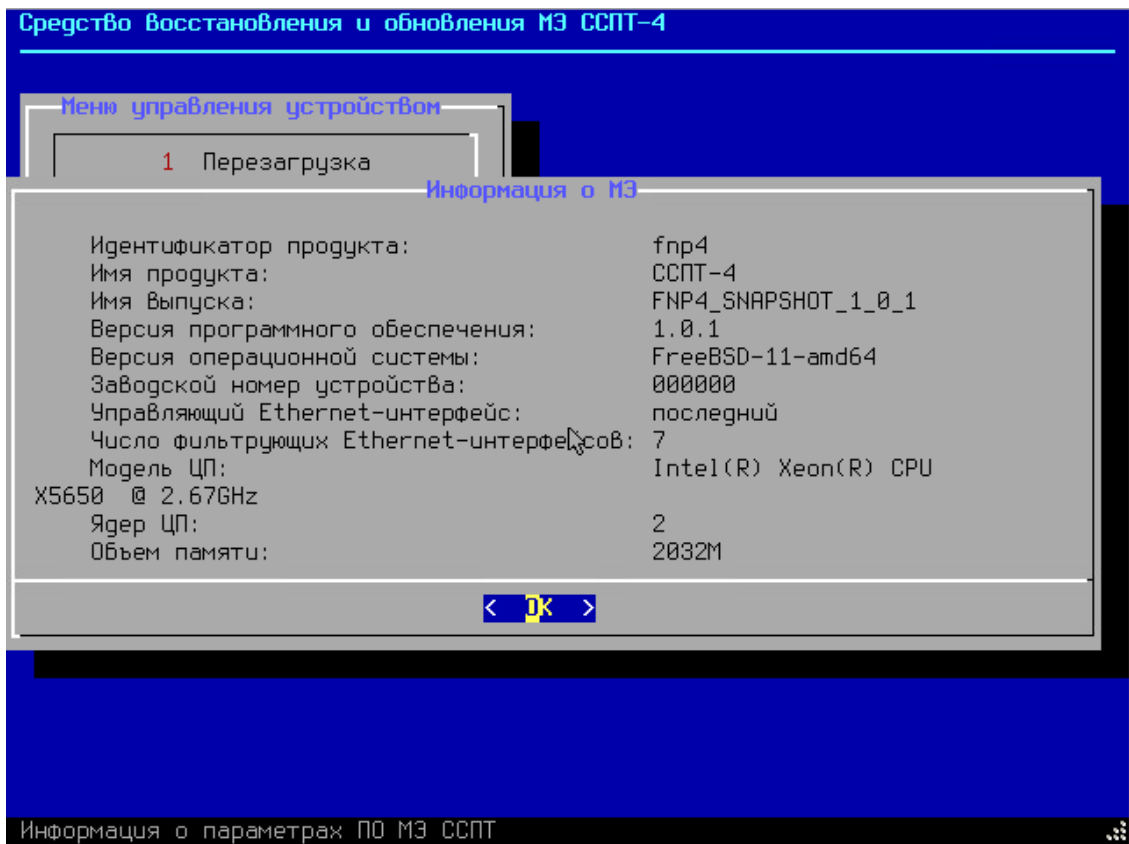 Средство восстановления и обновления МЭ ССПТ-4
Меню управления устройством
1 Перезагрузка
Информация о МЭ
Идентификатор продукта: fnp4
Имя продукта: ССПТ-4
Имя выпуска: FNP4_SNAPSHOT_1_0_1
Версия программного обеспечения: 1.0.1
Версия операционной системы: FreeBSD-11-amd64
Заводской номер устройства: 000000
Управляющий Ethernet-интерфейс: последний
Число фильтрующих Ethernet-интерфейсов: 7
Модель ЦП: Intel(R) Xeon(R) CPU
X5650 @ 2.67GHz
Ядер ЦП: 2
Объем памяти: 2032M
< OK >
Информация о параметрах ПО МЭ ССПТ